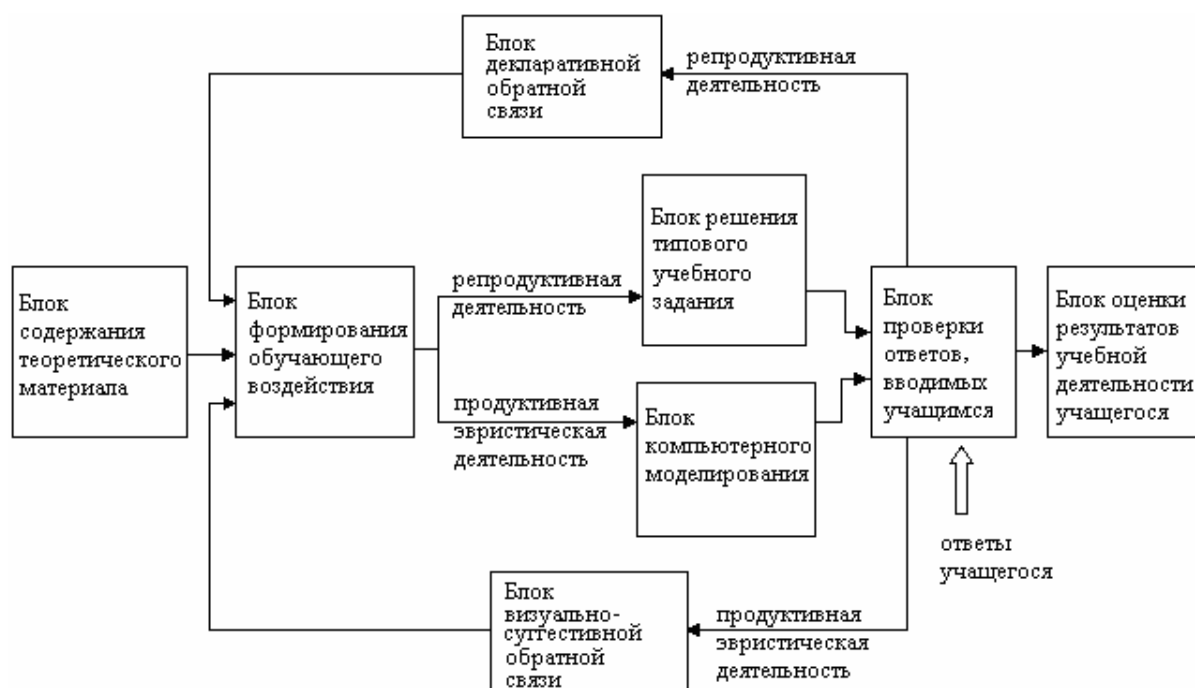 Блок
декларативной
обратной
связи
репродуктивная
деятельность
Блок
содержания
теоретического
материала
Блок
формирования
обучающего
воздействия
репродуктивная
деятельность
Блок решения
типового
учебного
задания
продуктивная
эвристическая
деятельность
Блок
компьютерного
моделирования
Блок
проверки
ответов,
вводимых
учащимся
Блок оценки
результатов
учебной
деятельности
учащегося
ответы
учащегося
Блок
визуально-
суггестивной
обратной
связи
продуктивная
эвристическая
деятельность